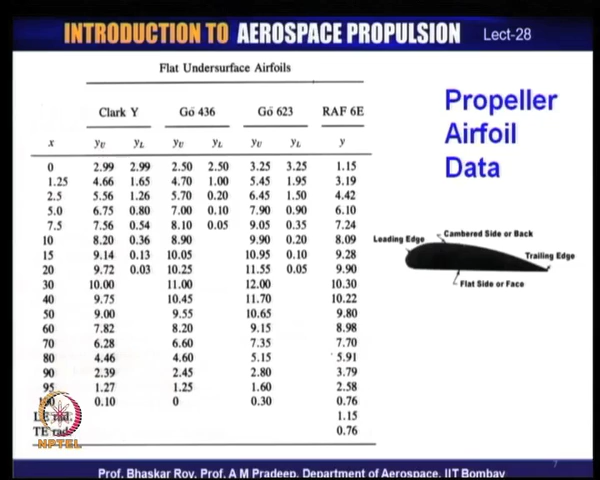 INTRODUCTION TO AEROSPACE PROPULSION Lect-28
Flat Undersurface Airfoils
Clark Y Gö 436 Gö 623 RAF 6E
x yU yL yU yL yU yL y
0 2.99 2.99 2.50 2.50 3.25 3.25 1.15
1.25 4.66 1.65 4.70 1.00 5.45 1.95 3.19
2.5 5.56 1.26 5.70 0.20 6.45 1.50 4.42
5.0 6.75 0.80 7.00 0.10 7.90 0.90 6.10
7.5 7.56 0.54 8.10 0.05 9.05 0.35 7.24
10 8.20 0.36 8.90 9.90 0.20 8.09
15 9.14 0.13 10.05 10.95 0.10 9.28
20 9.72 0.03 10.25 11.55 0.05 9.90
30 10.00 11.00 12.00 10.30
40 9.75 10.45 11.70 10.22
50 9.00 9.55 10.65 9.80
60 7.82 8.20 9.15 8.98
70 6.28 6.60 7.35 7.70
80 4.46 4.60 5.15 5.91
90 2.39 2.45 2.80 3.79
95 1.27 1.25 1.60 2.58
100 0.10 0 0.30 0.76
LE rad. 1.15
TE rad. 0.76
Propeller
Airfoil
Data
Cambered Side or Back
Leading Edge
Trailing Edge
Flat Side or Face
NPTEL
Prof. Bhaskar Roy, Prof. A M Pradeep, Department of Aerospace, IIT Bombay
7